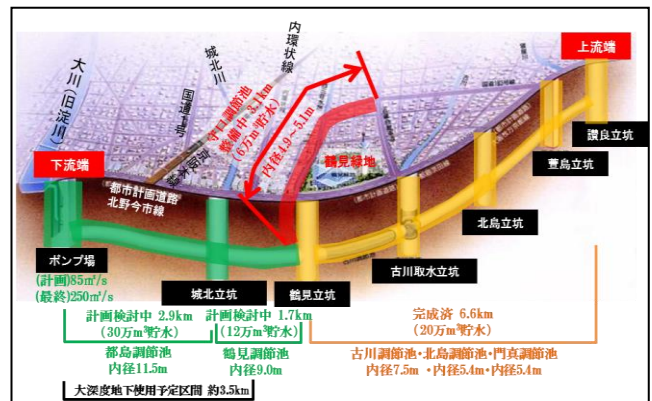 上流端
大川(旧淀川)
城北川
内環状線
国道1号
守口調節池
整備中 3.1km
(6万m³貯水)
内径4.9~5.1m
鶴見緑地
讃良立坑
萱島立坑
下流端
都市計画道路
北野今市線
北島立坑
古川取水立坑
ポンプ場
(計画)85㎥/s
(最終)250㎥/s
城北立坑
鶴見立坑
計画検討中 2.9km
(30万m³貯水)
計画検討中 1.7km
(12万m³貯水)
完成済 6.6km
(20万m³貯水)
都島調節池
内径11.5m
鶴見調節池
内径9.0m
古川調節池・北島調節池・門真調節池
内径7.5m ・内径5.4m・内径5.4m
大深度地下使用予定区間 約3.5km